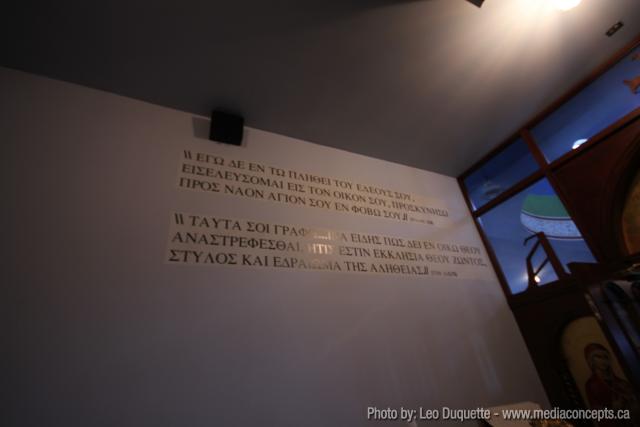 \\ ΕΓΩ ΔΕ ΕΝ ΤΩ ΠΛΗΘΕΙ ΤΟΥ ΕΛΕΟΥΣ ΣΟΥ,
ΕΙΣΕΛΕΥΣΟΜΑΙ ΕΙΣ ΤΟΝ ΟΙΚΟΝ ΣΟΥ, ΠΡΟΣΚΥΝΗΣΩ
ΠΡΟΣ ΝΑΟΝ ΑΓΙΟΝ ΣΟΥ ΕΝ ΦΟΒΩ ΣΟΥ.//
\\ ΤΑΥΤΑ ΣΟΙ ΓΡΑΦΩ ΕΙΔΗΣ ΠΩΣ ΔΕΙ ΕΝ ΟΙΚΩ ΘΕΟΥ
ΑΝΑΣΤΡΕΦΕΣΘΑΙ, ΗΤΙΣ ΕΣΤΙΝ ΕΚΚΛΗΣΙΑ ΘΕΟΥ ΖΩΝΤΟΣ,
ΣΤΥΛΟΣ ΚΑΙ ΕΔΡΑΙΩΜΑ ΤΗΣ ΑΛΗΘΕΙΑΣ.//
Photo by; Leo Duquette - www.mediaconcepts.ca